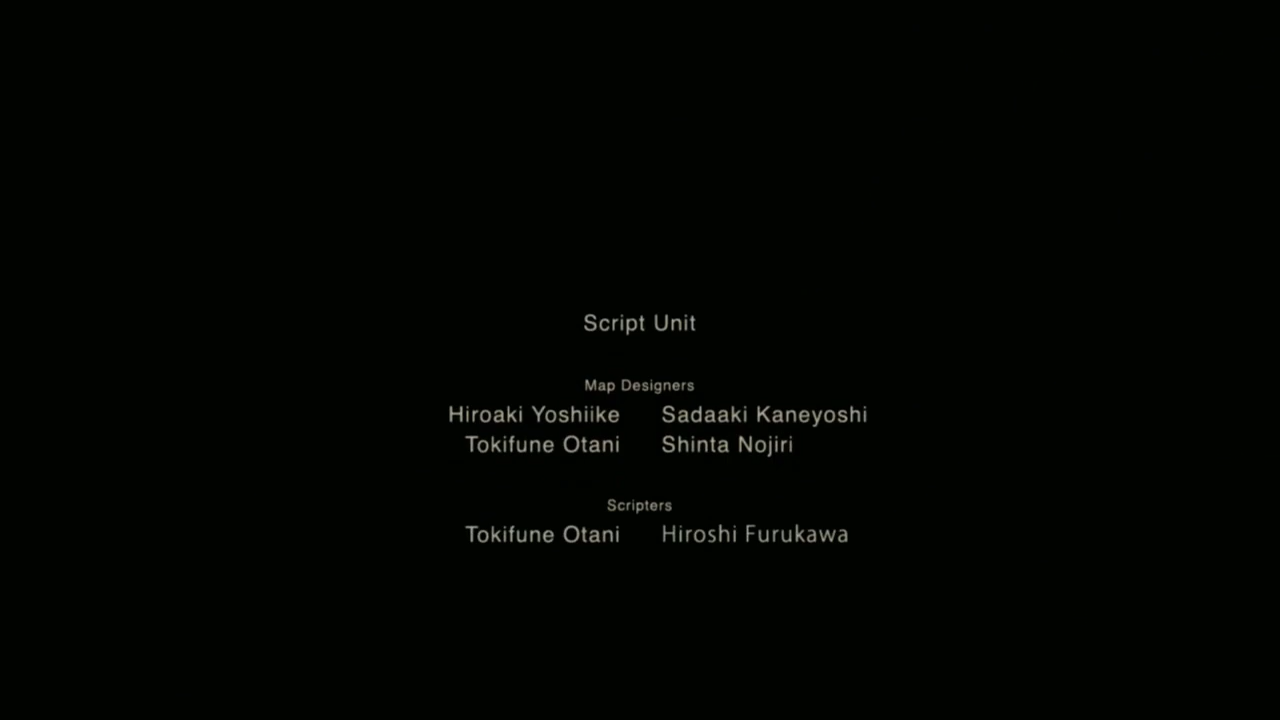 Script Unit
Map Designers
Hiroaki Yoshiike Sadaaki Kaneyoshi
Tokifune Otani Shinta Nojiri
Scripters
Tokifune Otani Hiroshi Furukawa